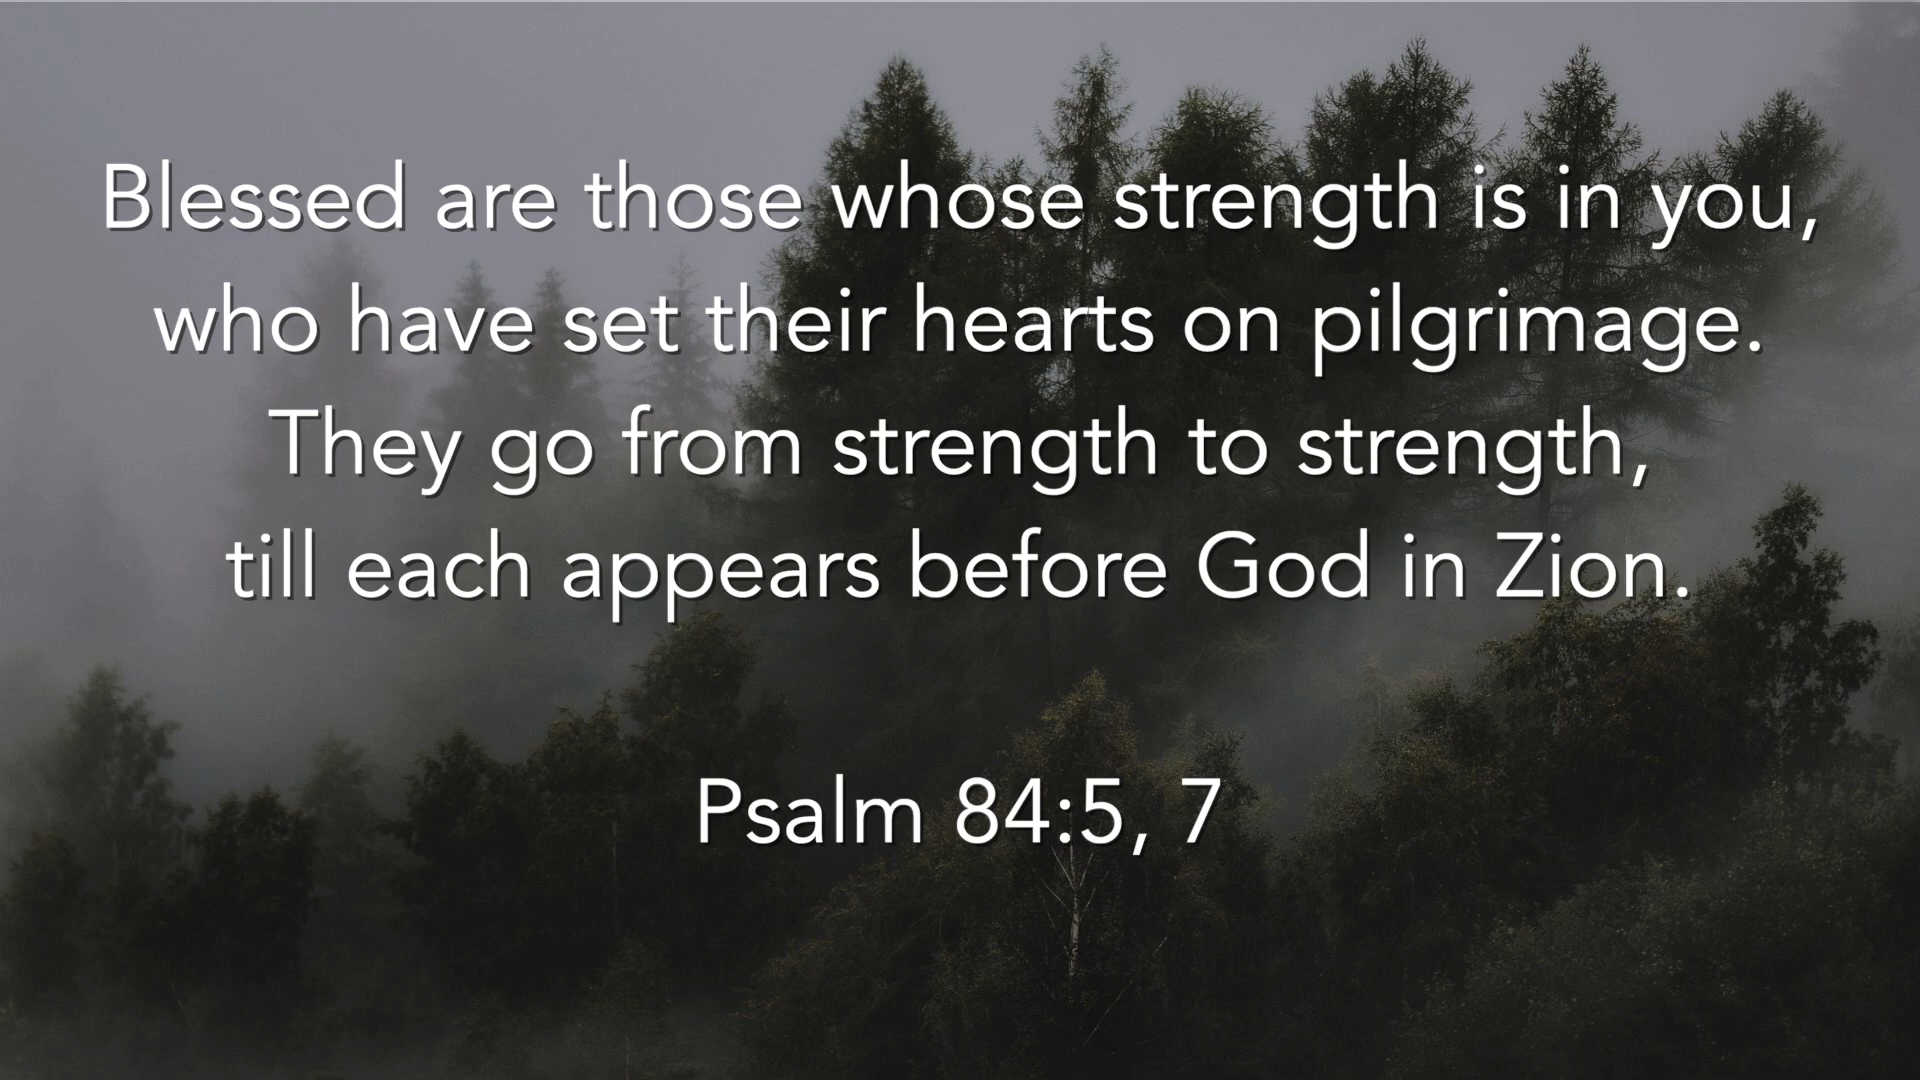 Blessed are those whose strength is in you,
who have set their hearts on pilgrimage.
They go from strength to strength,
till each appears before God in Zion.
Psalm 84:5, 7